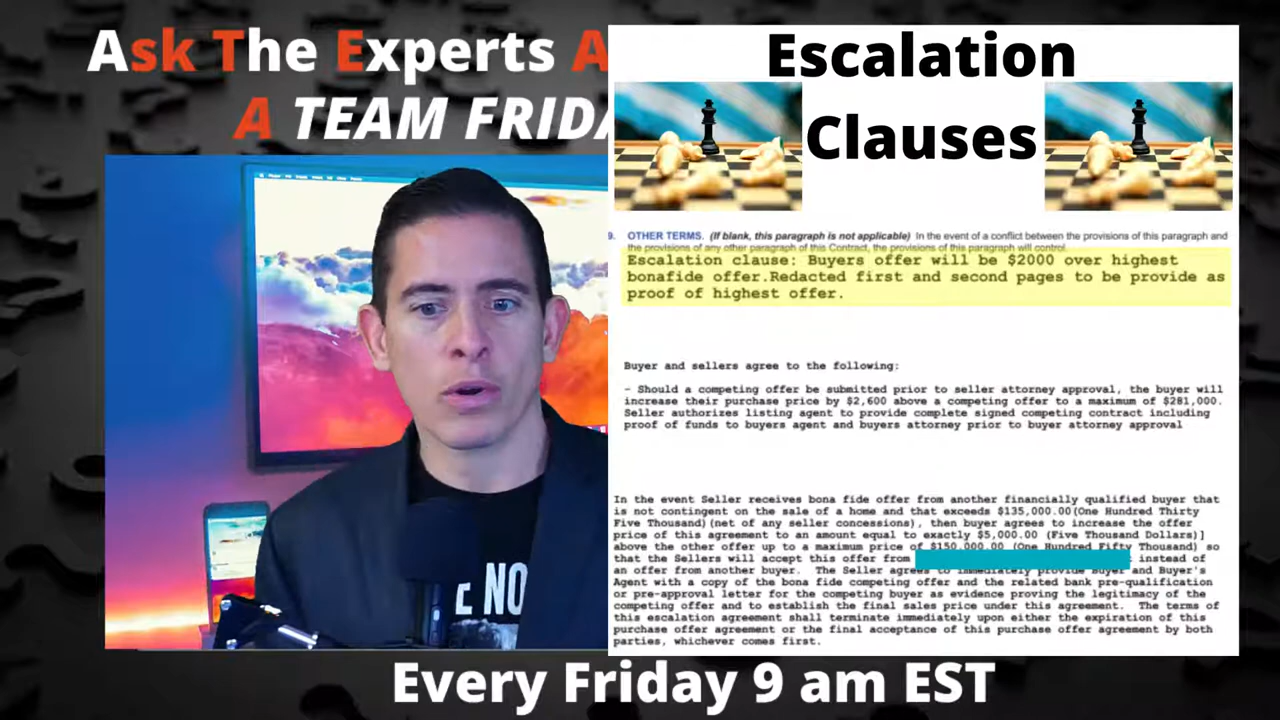 Ask The Experts A
A TEAM FRIDA
Escalation
Clauses
9. OTHER TERMS. (If blank, this paragraph is not applicable) In the event of a conflict between the provisions of this paragraph and
the provisions of any other paragraph of this Contract, the provisions of this paragraph will control.
Escalation clause: Buyers offer will be $2000 over highest
bonafide offer.Redacted first and second pages to be provide as
proof of highest offer.
Buyer and sellers agree to the following:
- Should a competing offer be submitted prior to seller attorney approval, the buyer will
increase their purchase price by $2,600 above a competing offer to a maximum of $281,000.
Seller authorizes listing agent to provide complete signed competing contract including
proof of funds to buyers agent and buyers attorney prior to buyer attorney approval
In the event Seller receives bona fide offer from another financially qualified buyer that
is not contingent on the sale of a home and that exceeds $135,000.00(One Hundred Thirty
Five Thousand)(net of any seller concessions), then buyer agrees to increase the offer
price of this agreement to an amount equal to exactly $5,000.00 (Five Thousand Dollars)]
above the other offer up to a maximum price of $150,000.00 (One Hundred Fifty Thousand) so
that the Sellers will accept this offer from instead of
an offer from another buyer. The Seller agrees to immediately provide Buyer and Buyer's
Agent with a copy of the bona fide competing offer and the related bank pre-qualification
or pre-approval letter for the competing buyer as evidence proving the legitimacy of the
competing offer and to establish the final sales price under this agreement. The terms of
this escalation agreement shall terminate immediately upon either the expiration of this
purchase offer agreement or the final acceptance of this purchase offer agreement by both
parties, whichever comes first.
E NO
Every Friday 9 am EST